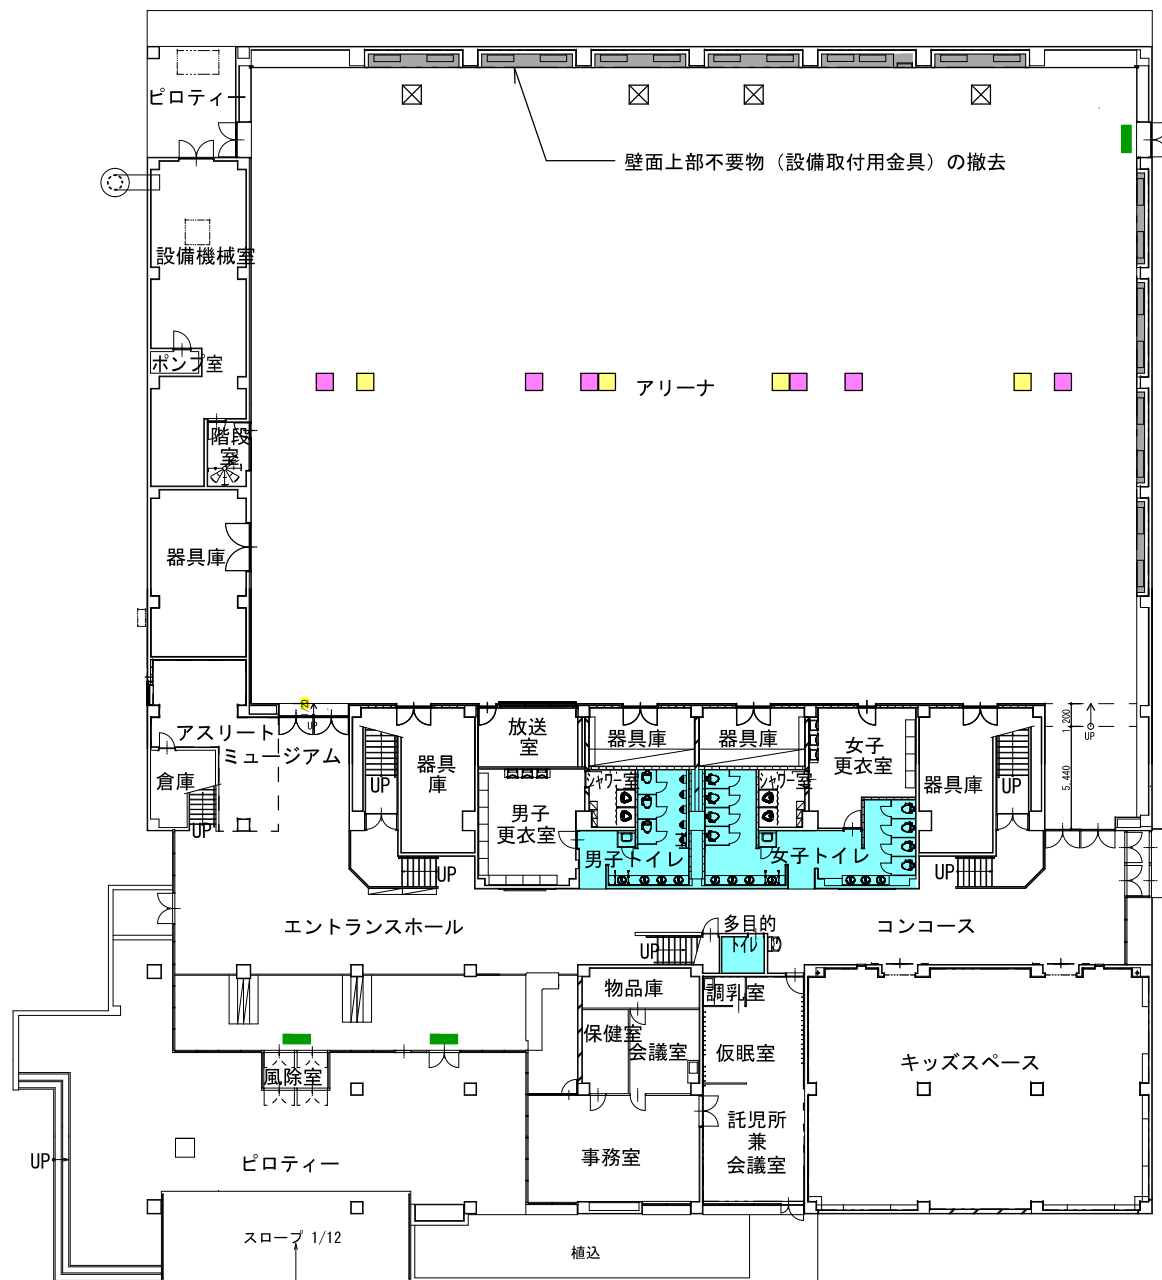 ピロティー
壁面上部不要物（設備取付用金具）の撤去
設備機械室
ポンプ室
アリーナ
階段
室
器具庫
UP
1,200
UP
5,440
アスリート
ミュージアム
倉庫
UP
UP
器具
庫
放送
室
器具庫
器具庫
女子
更衣室
器具庫
UP
シャワー室
シャワー室
男子
更衣室
男子トイレ
女子トイレ
UP
UP
エントランスホール
多目的
トイレ
コンコース
UP
物品庫
調乳室
保健室
会議室
仮眠室
キッズスペース
風除室
託児所
兼
会議室
事務室
UP
ピロティー
スロープ 1/12
植込